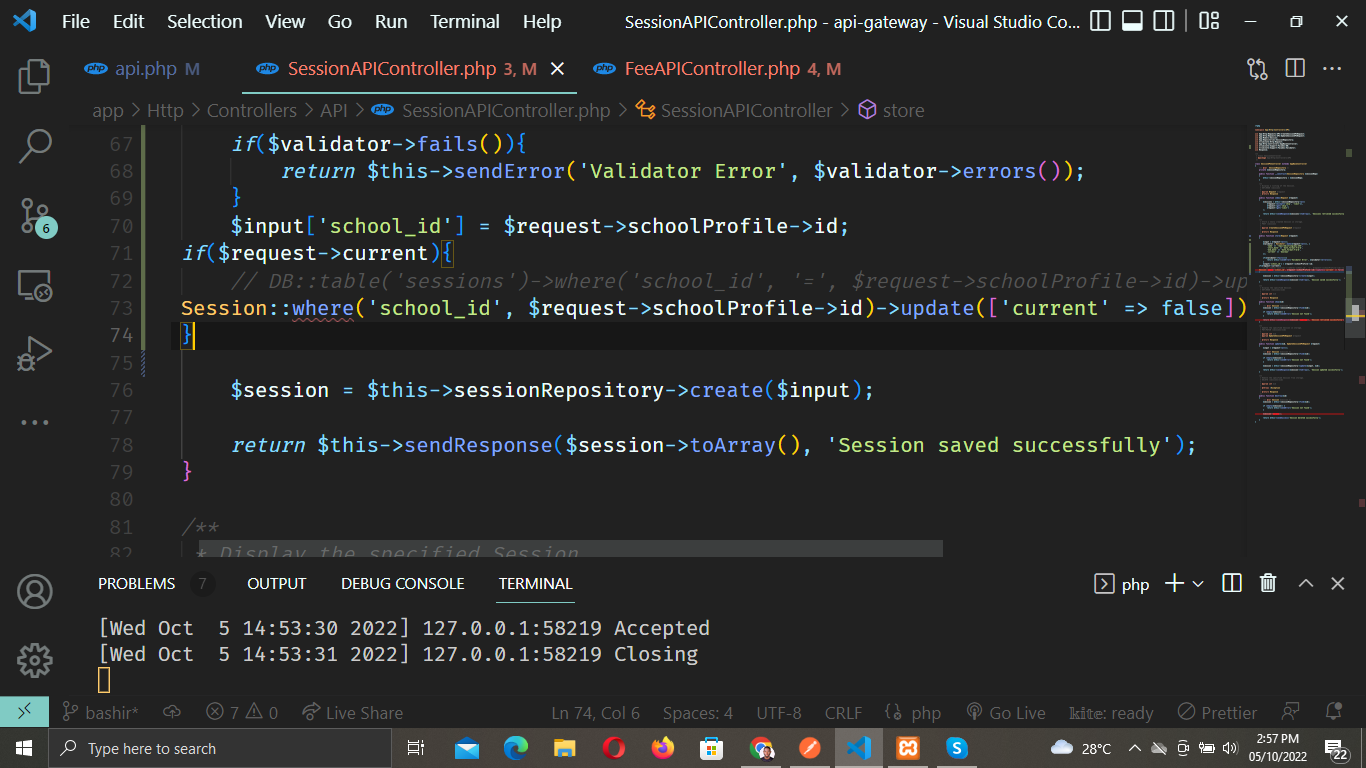 File Edit Selection View Go Run Terminal Help SessionAPIController.php - api-gateway - Visual Studio Co...
php api.php M php SessionAPIController.php 3, M php FeeAPIController.php 4, M
app > Http > Controllers > API > php SessionAPIController.php > SessionAPIController > store
67 if($validator->fails()){
68 return $this->sendError('Validator Error', $validator->errors());
69 }
70 $input['school_id'] = $request->schoolProfile->id;
71 if($request->current){
72 // DB::table('sessions')->where('school_id', '=', $request->schoolProfile->id)->up
73 Session::where('school_id', $request->schoolProfile->id)->update(['current' => false])
74 }
75
76 $session = $this->sessionRepository->create($input);
77
78 return $this->sendResponse($session->toArray(), 'Session saved successfully');
79 }
80
81 /**
82 * Display the specified Session
6
PROBLEMS 7 OUTPUT DEBUG CONSOLE TERMINAL php
[Wed Oct  5 14:53:30 2022] 127.0.0.1:58219 Accepted
[Wed Oct  5 14:53:31 2022] 127.0.0.1:58219 Closing
bashir* 7 0 Live Share Ln 74, Col 6 Spaces: 4 UTF-8 CRLF php Go Live kite: ready Prettier
Type here to search 28°C 2:57 PM
05/10/2022 22